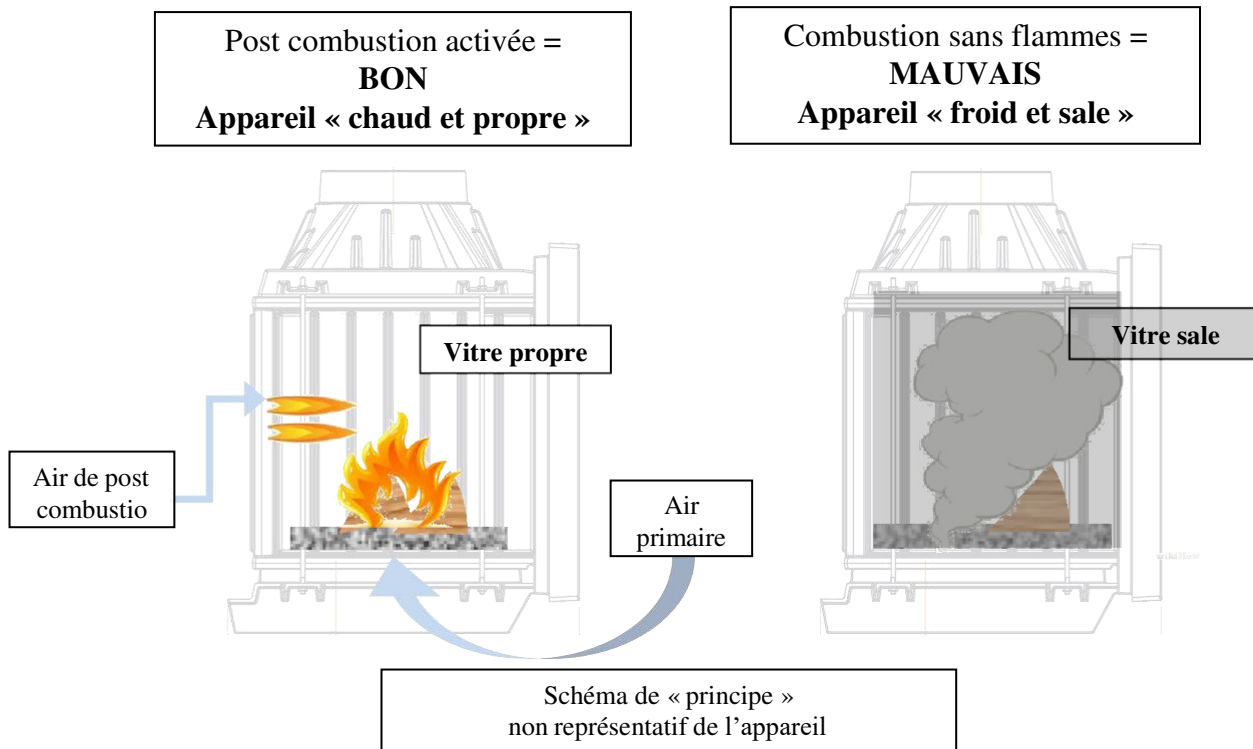 Post combustion activée =
BON
Appareil « chaud et propre »
Combustion sans flammes =
MAUVAIS
Appareil « froid et sale »
Vitre propre
Vitre sale
Air de post
combustio
Air
primaire
wikiHow
Schéma de « principe »
non représentatif de l’appareil